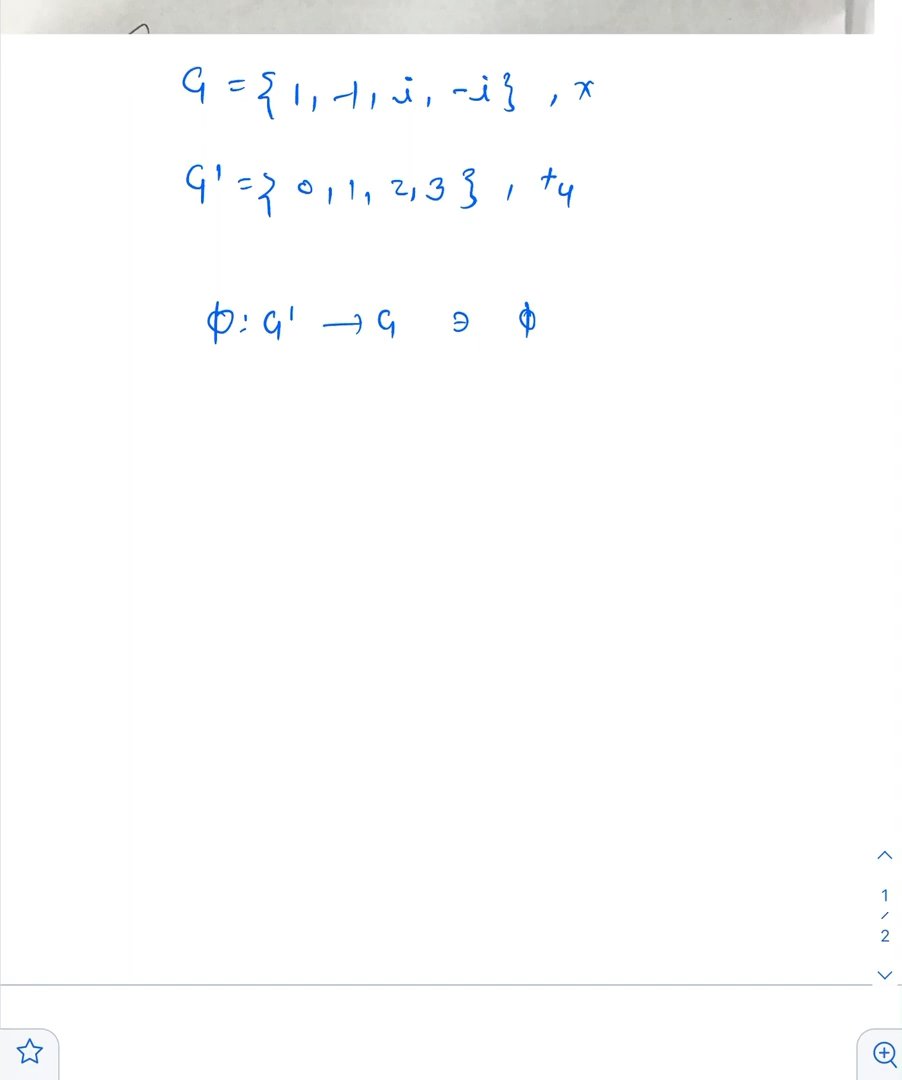 G = { 1, -1, i, -i } , x
G' = { 0, 1, 2, 3 } , +4
ϕ: G' → G ∋ ϕ
1
/
2